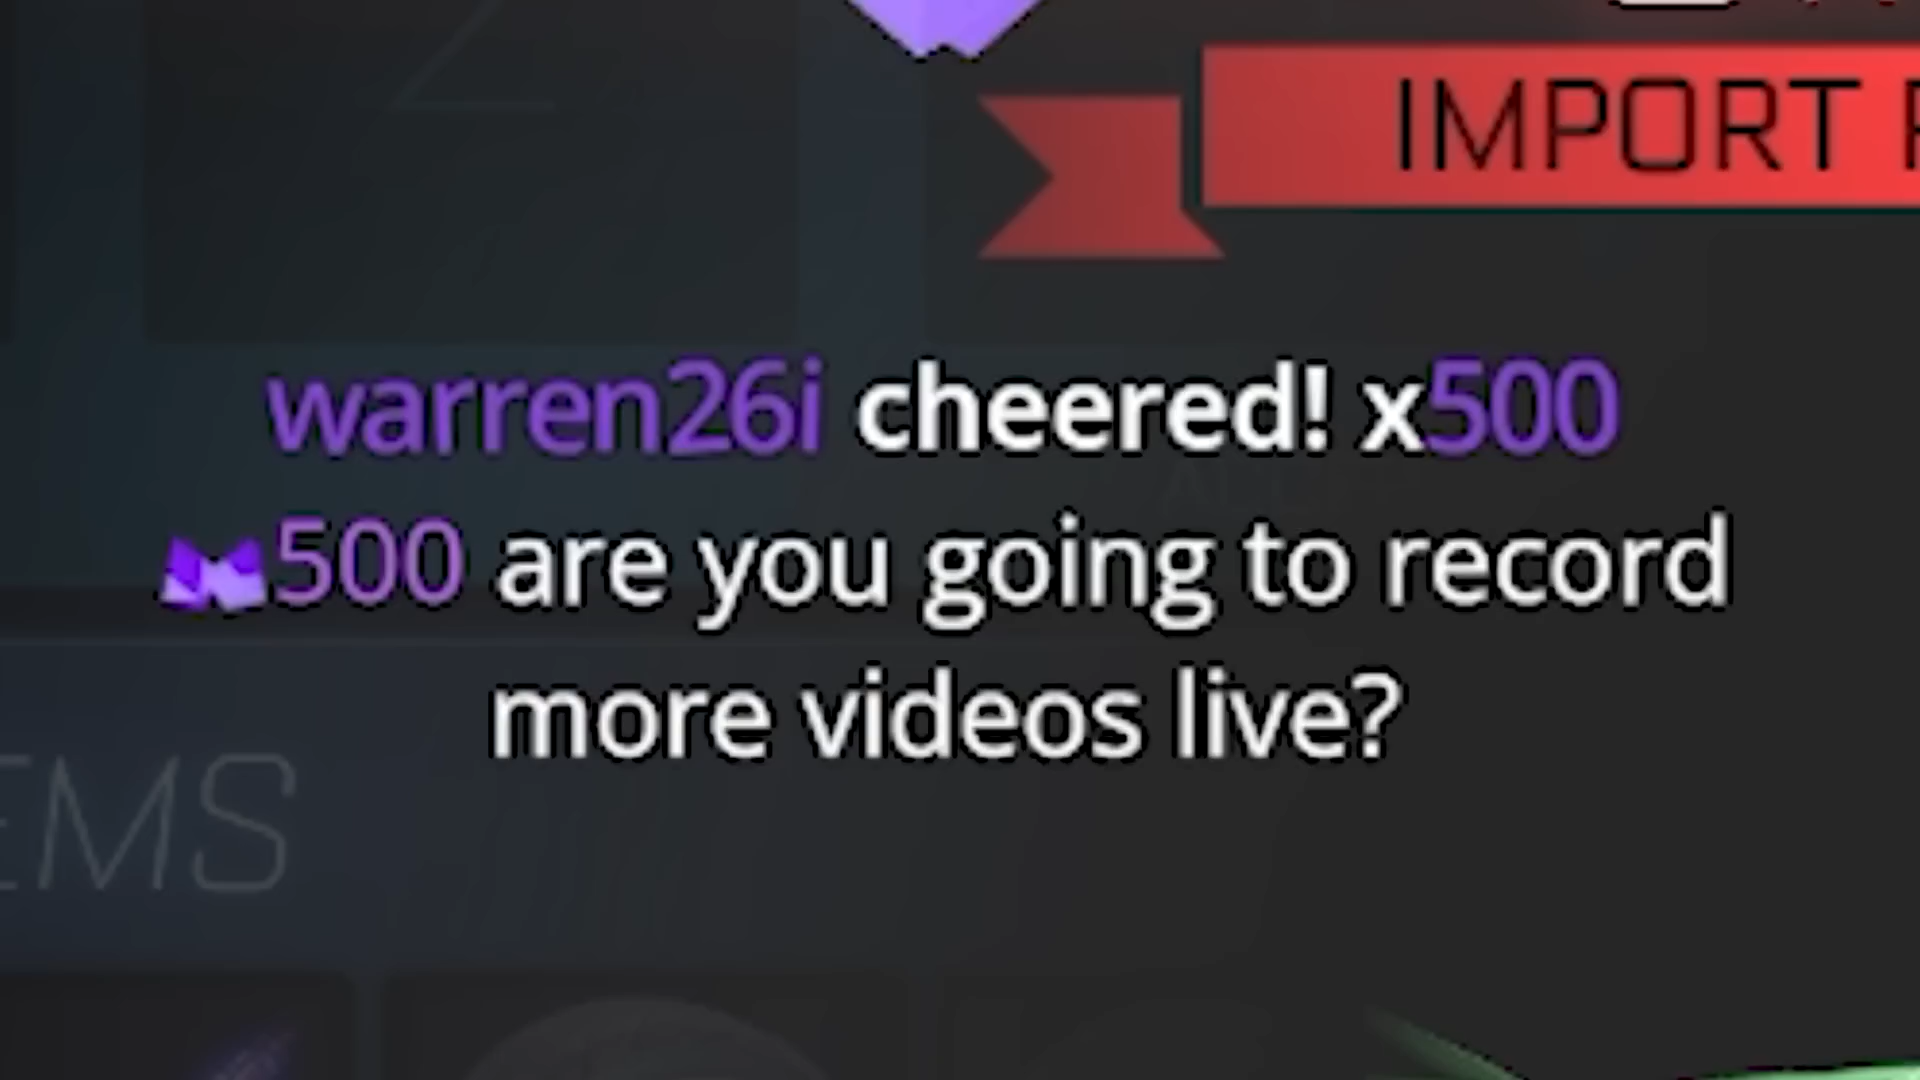 IMPORT
warren26i cheered! x500
500 are you going to record
more videos live?
EMS